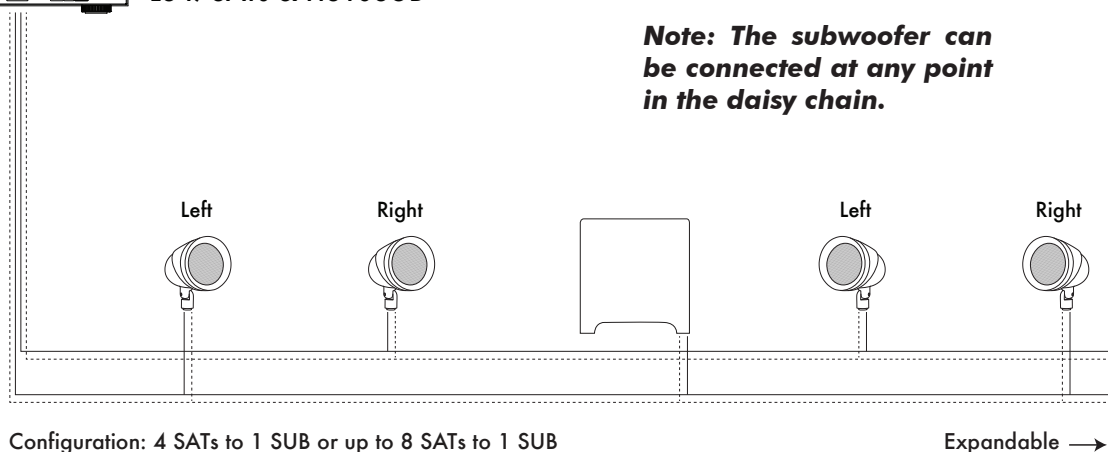 Note: The subwoofer can
be connected at any point
in the daisy chain.
Left
Right
Left
Right
Configuration: 4 SATs to 1 SUB or up to 8 SATs to 1 SUB
Expandable →